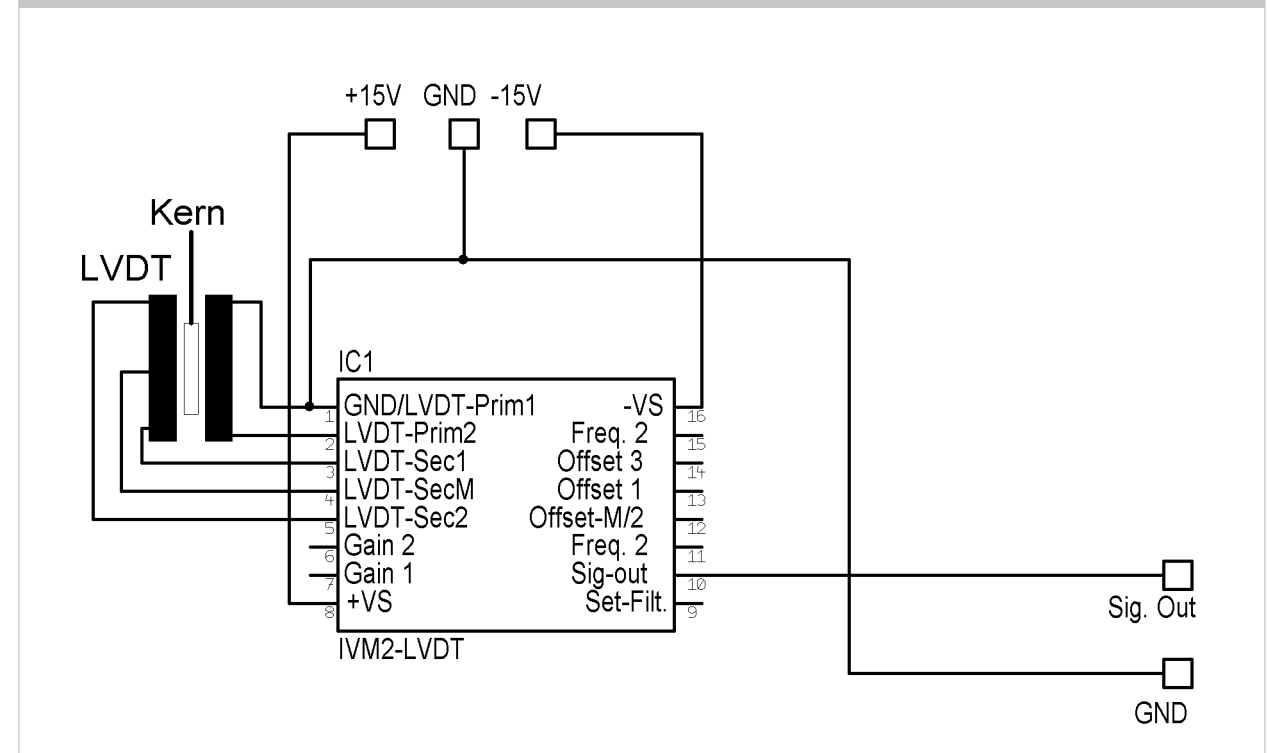 +15V GND -15V
Kern
LVDT
IC1
GND/LVDT-Prim1 -VS
1 16
LVDT-Prim2 Freq. 2
2 15
LVDT-Sec1 Offset 3
3 14
LVDT-SecM Offset 1
4 13
LVDT-Sec2 Offset-M/2
5 12
Gain 2 Freq. 2
6 11
Gain 1 Sig-out
7 10
+VS Set-Filt.
8 9
IVM2-LVDT
Sig. Out
GND